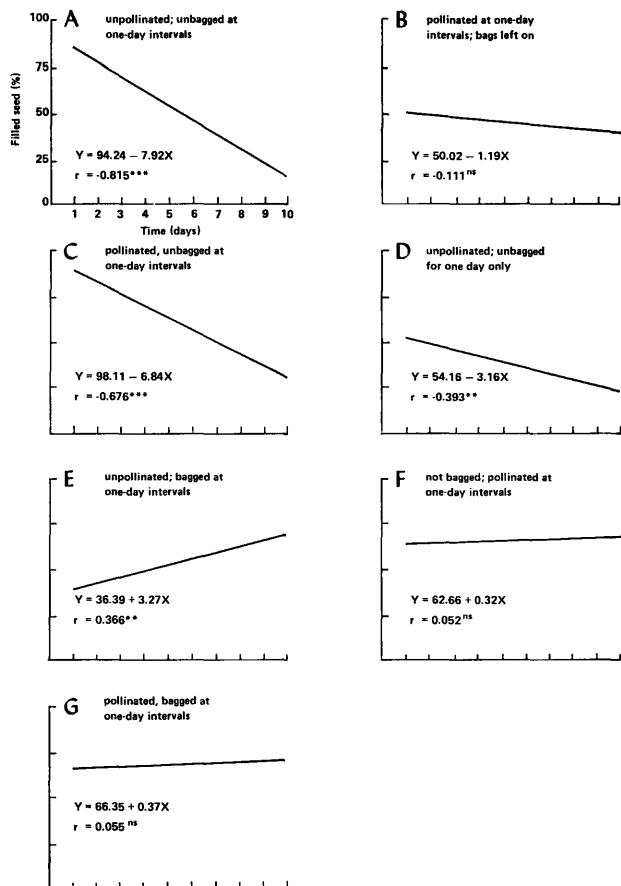 A
unpollinated; unbagged at
one-day intervals
100
75
50
25
0
Filled seed (%)
Y = 94.24 – 7.92X
r = -0.815***
1 2 3 4 5 6 7 8 9 10
Time (days)
B
pollinated at one-day
intervals; bags left on
Y = 50.02 – 1.19X
r = -0.111ns
C
pollinated, unbagged at
one-day intervals
Y = 98.11 – 6.84X
r = -0.676***
D
unpollinated; unbagged
for one day only
Y = 54.16 – 3.16X
r = -0.393**
E
unpollinated; bagged at
one-day intervals
Y = 36.39 + 3.27X
r = 0.366**
F
not bagged; pollinated at
one-day intervals
Y = 62.66 + 0.32X
r = 0.052ns
G
pollinated, bagged at
one-day intervals
Y = 66.35 + 0.37X
r = 0.055ns